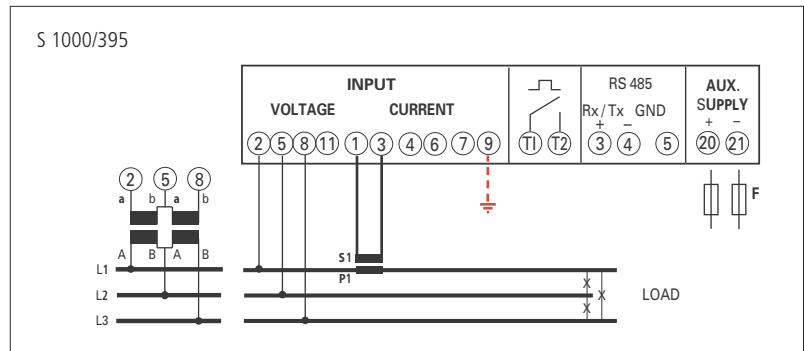 S 1000/395
INPUT
VOLTAGE CURRENT
2 5 8 11 1 3 4 6 7 9
T1 T2
RS 485
Rx/Tx GND
+ –
3 4 5
AUX.
SUPPLY
+ –
20 21
F
2 5 8
a b a b
A B A B
S1
P1
L1
L2
L3
X
X
X
LOAD